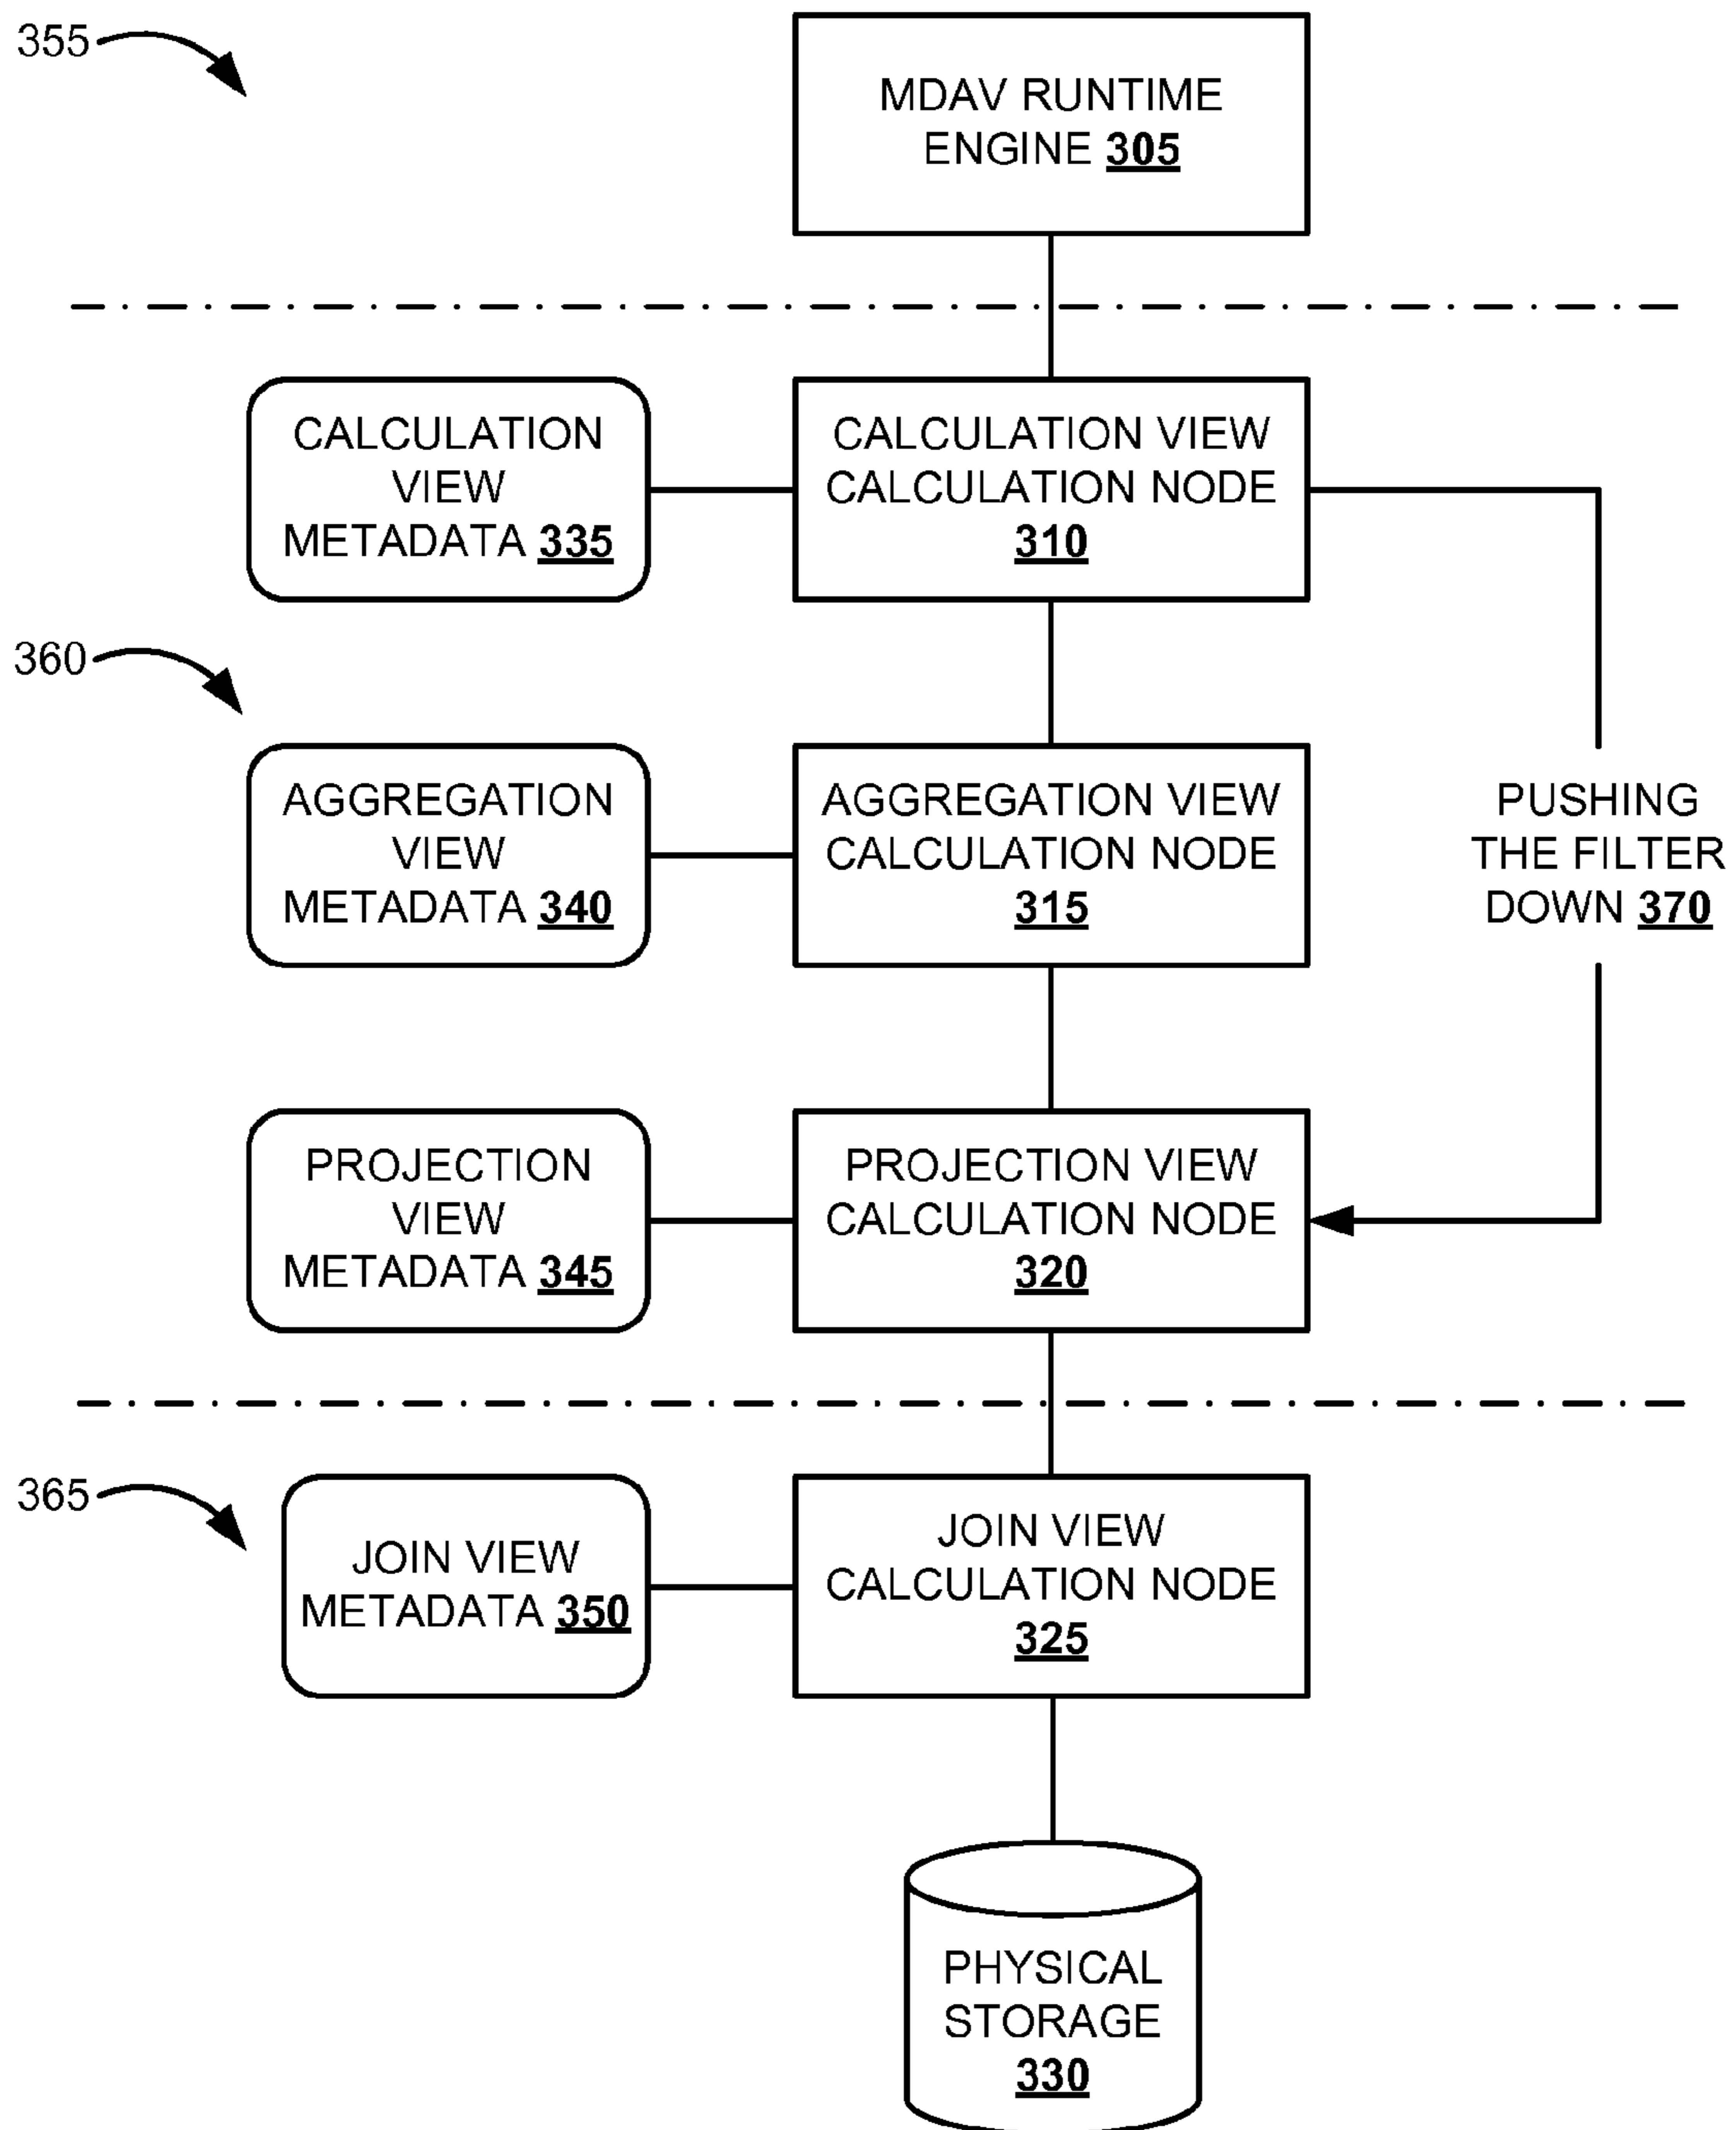 355
MDAV RUNTIME
ENGINE 305
CALCULATION
VIEW
METADATA 335
CALCULATION VIEW
CALCULATION NODE
310
360
AGGREGATION
VIEW
METADATA 340
AGGREGATION VIEW
CALCULATION NODE
315
PUSHING
THE FILTER
DOWN 370
PROJECTION
VIEW
METADATA 345
PROJECTION VIEW
CALCULATION NODE
320
365
JOIN VIEW
METADATA 350
JOIN VIEW
CALCULATION NODE
325
PHYSICAL
STORAGE
330